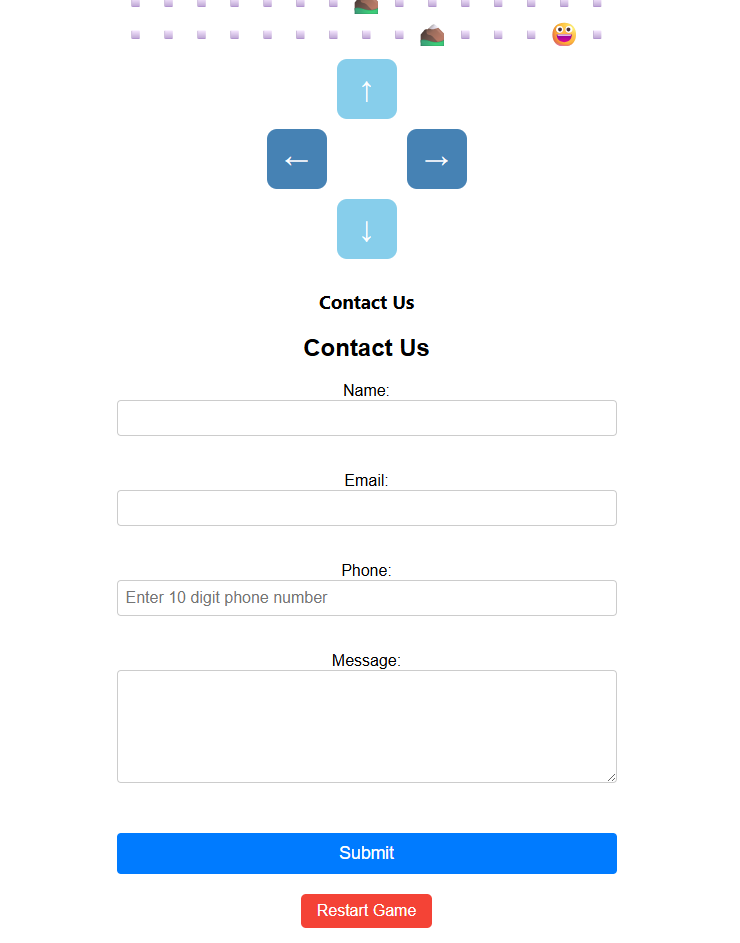 ↑
← →
↓
Contact Us
Contact Us
Name:
Email:
Phone:
Enter 10 digit phone number
Message:
Submit
Restart Game